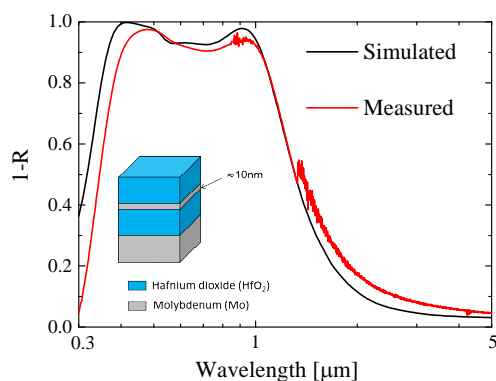 1.0
0.8
0.6
0.4
0.2
0.0
1-R
Simulated
Measured
≈10nm
Hafnium dioxide (HfO₂)
Molybdenum (Mo)
0.3
1
5
Wavelength [μm]